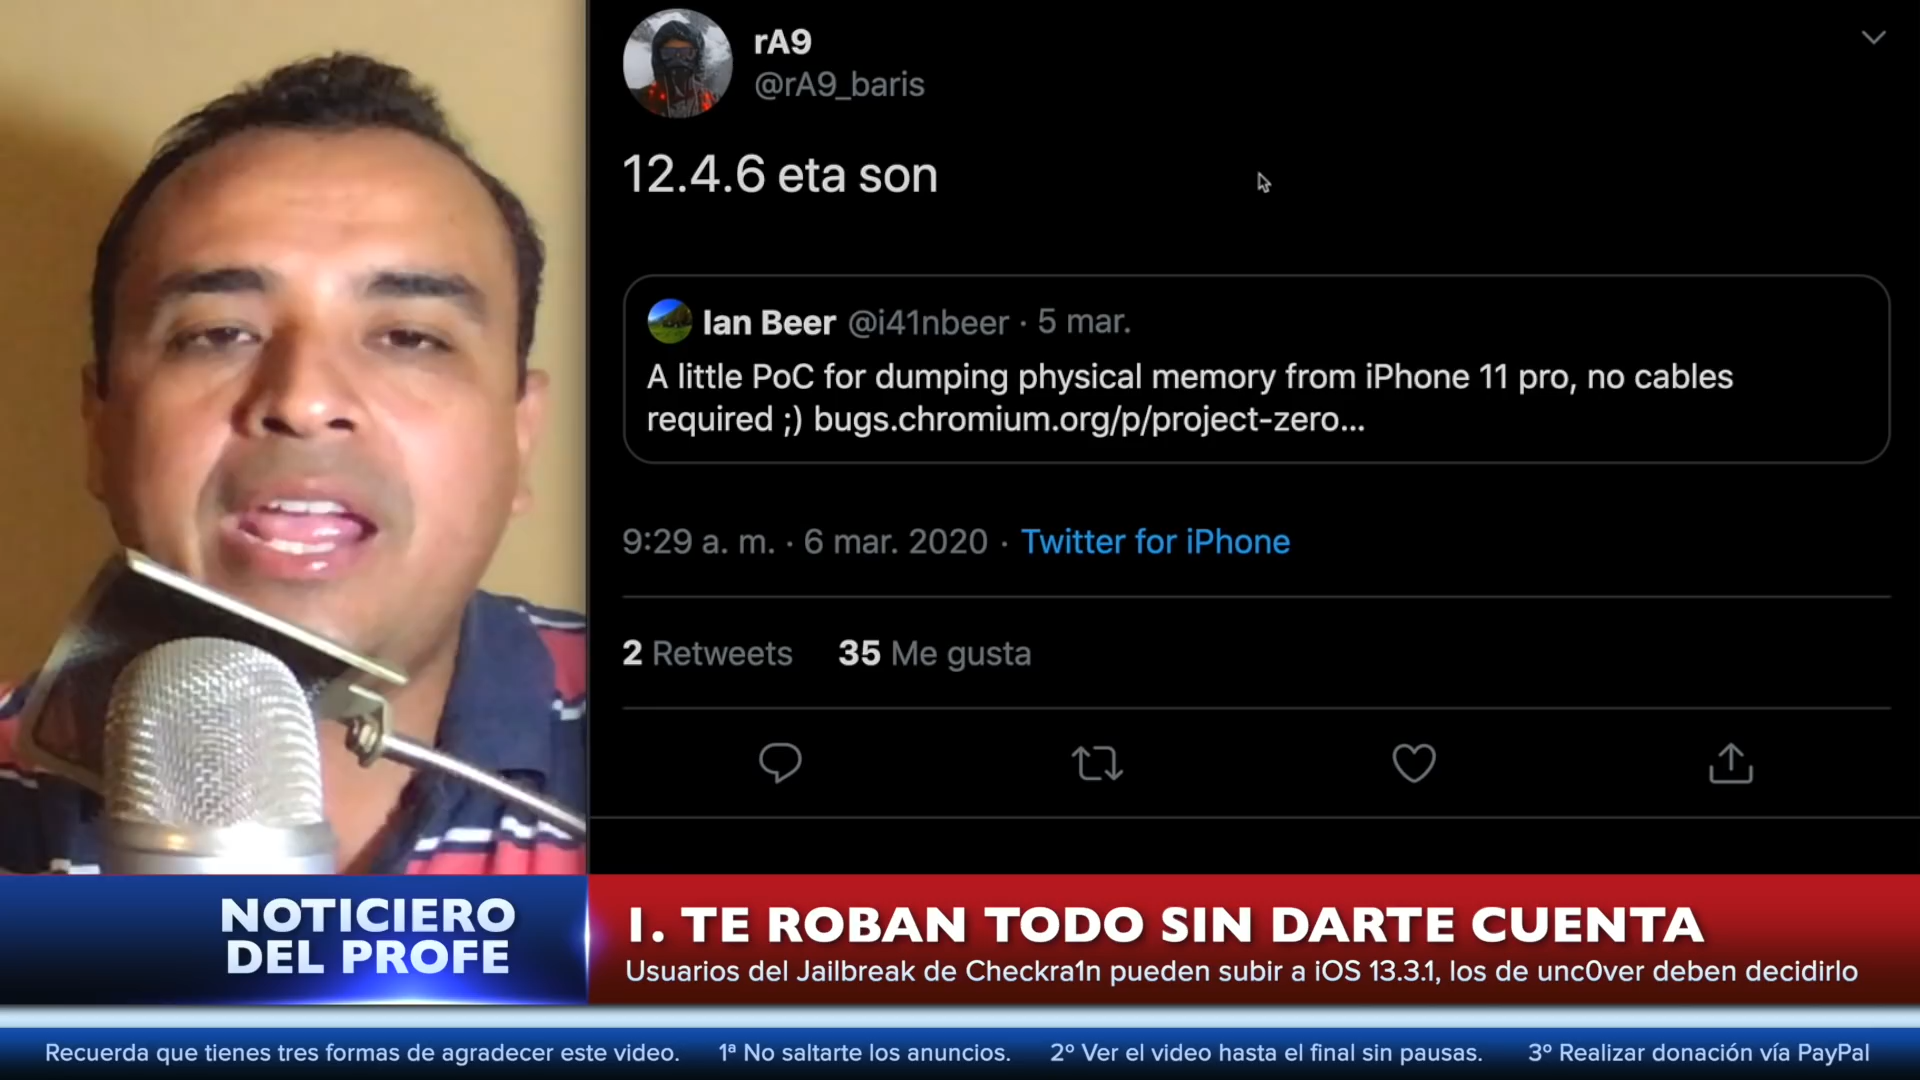 rA9
@rA9_baris
12.4.6 eta son
Ian Beer @i41nbeer · 5 mar.
A little PoC for dumping physical memory from iPhone 11 pro, no cables
required ;) bugs.chromium.org/p/project-zero...
9:29 a. m. · 6 mar. 2020 · Twitter for iPhone
2 Retweets 35 Me gusta
NOTICIERO
DEL PROFE
1. TE ROBAN TODO SIN DARTE CUENTA
Usuarios del Jailbreak de Checkra1n pueden subir a iOS 13.3.1, los de unc0ver deben decidirlo
Recuerda que tienes tres formas de agradecer este video. 1ª No saltarte los anuncios. 2º Ver el video hasta el final sin pausas. 3º Realizar donación vía PayPal